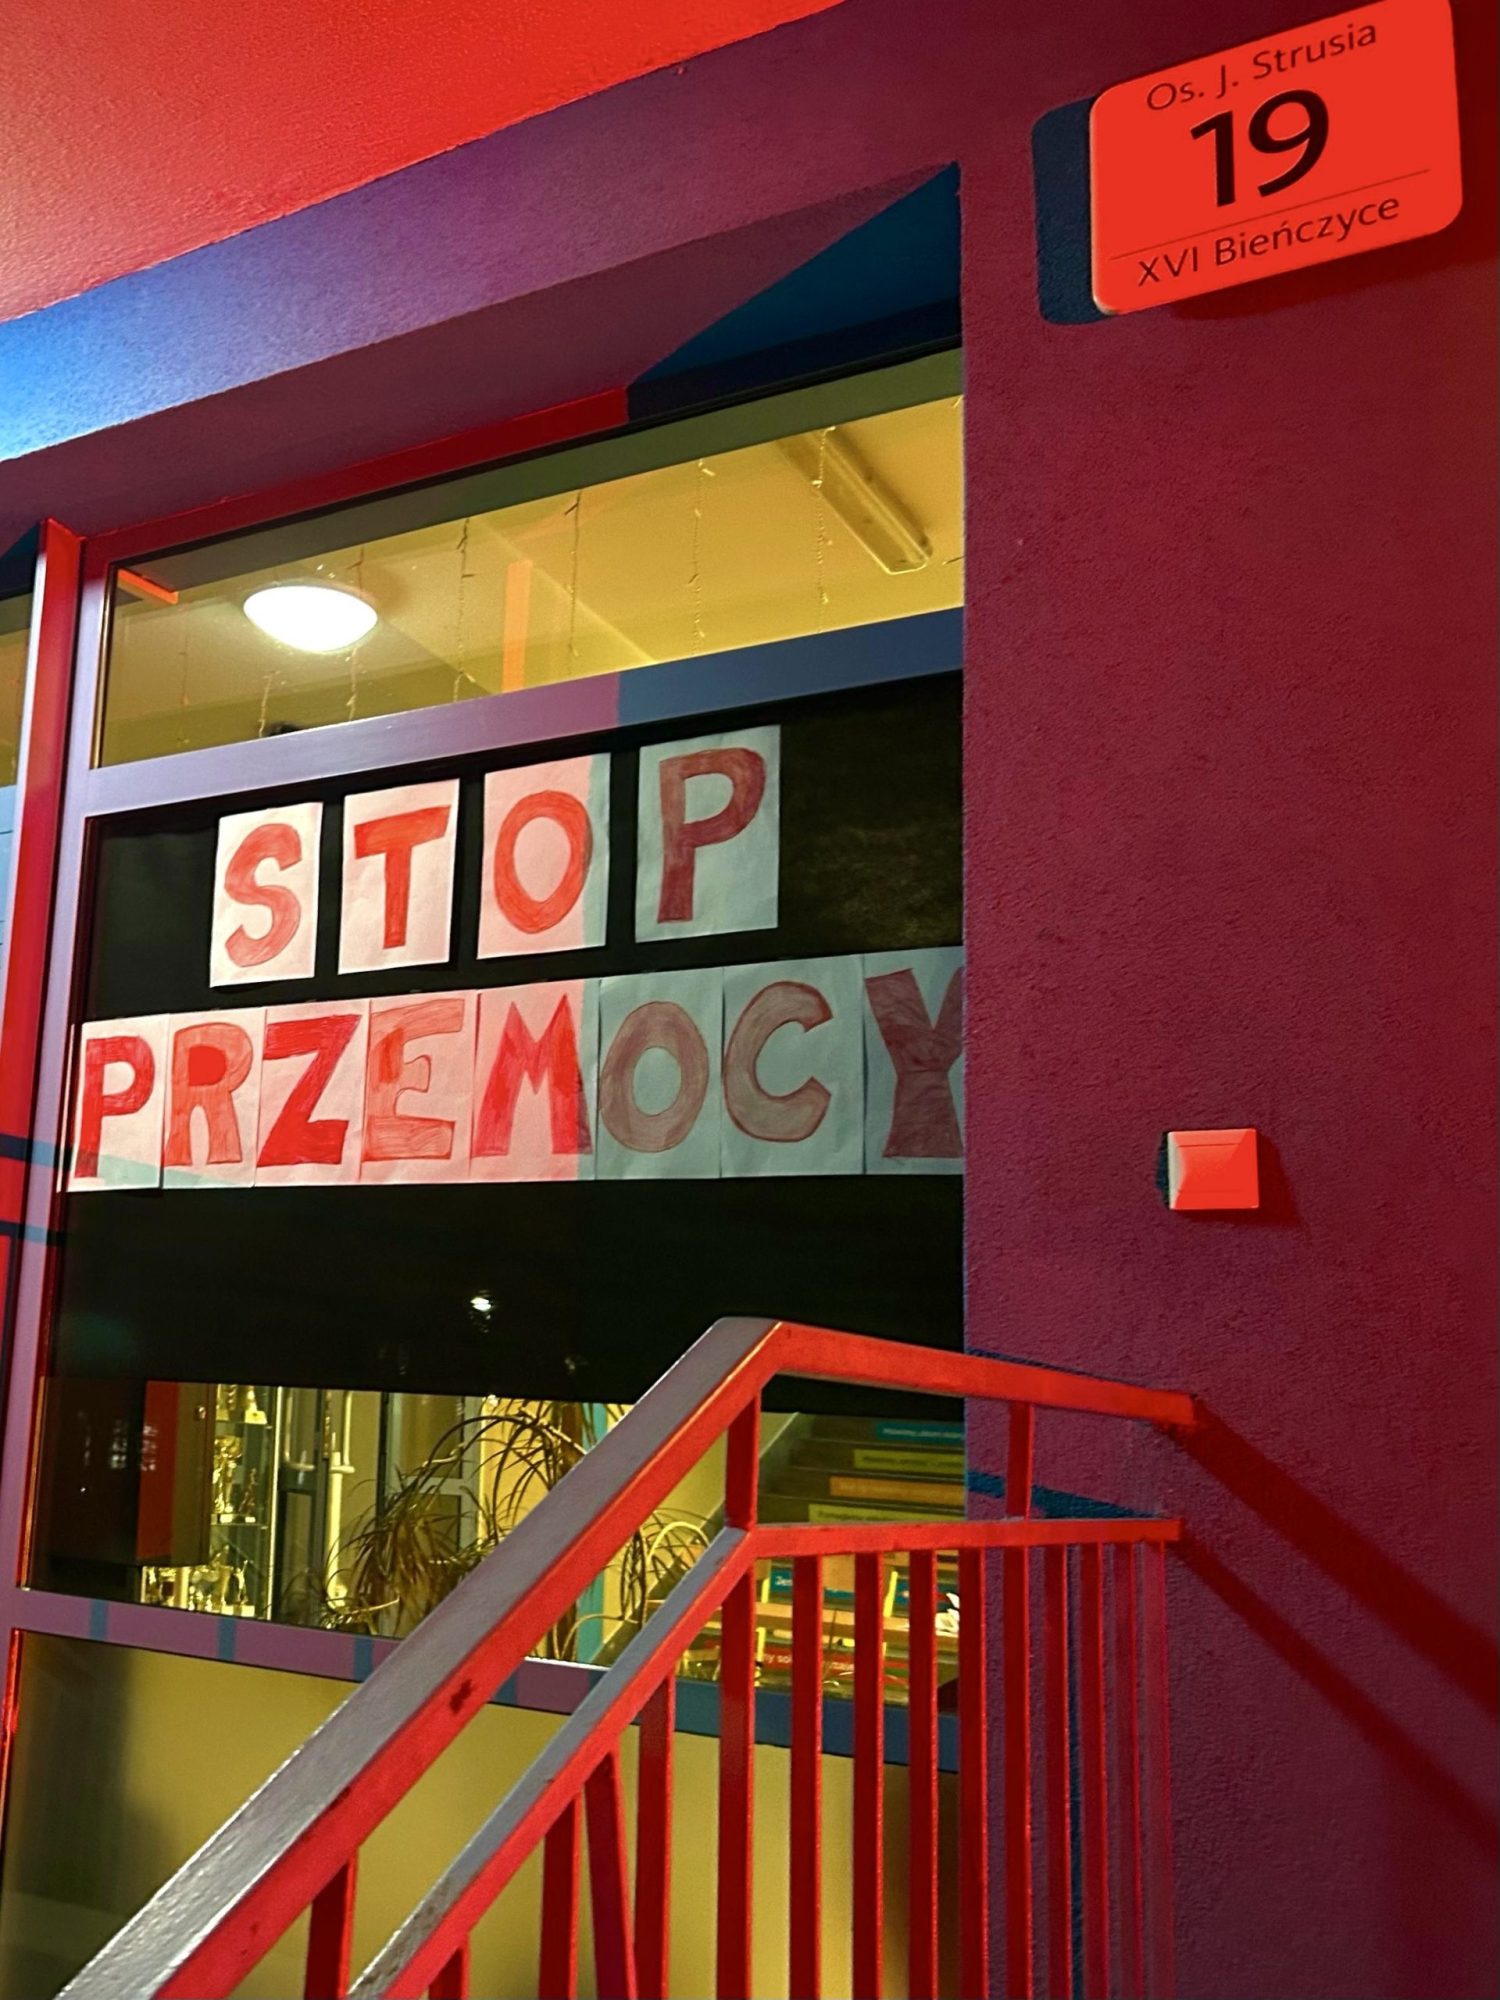 Os. J. Strusia
19
XVI Bieńczyce
STOP
PRZEMOCY